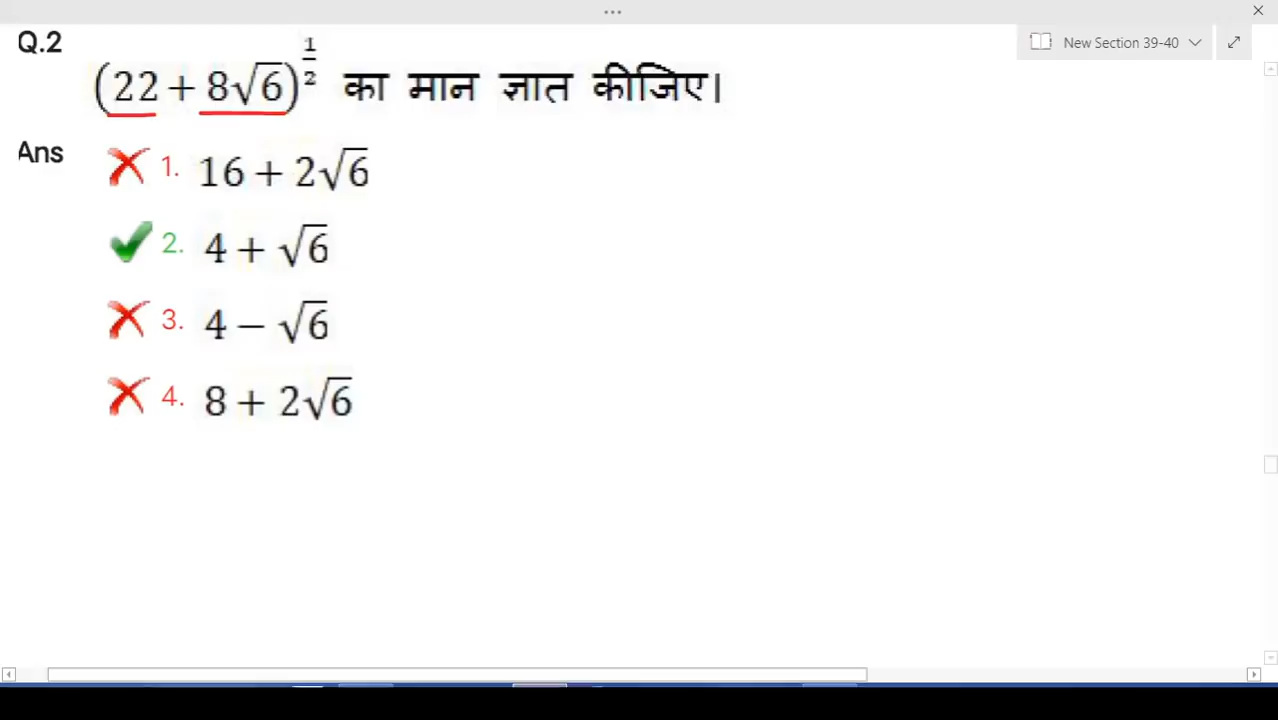 New Section 39-40
Q.2
(22 + 8√6)^(1/2) का मान ज्ञात कीजिए।
Ans
1. 16 + 2√6
2. 4 + √6
3. 4 − √6
4. 8 + 2√6